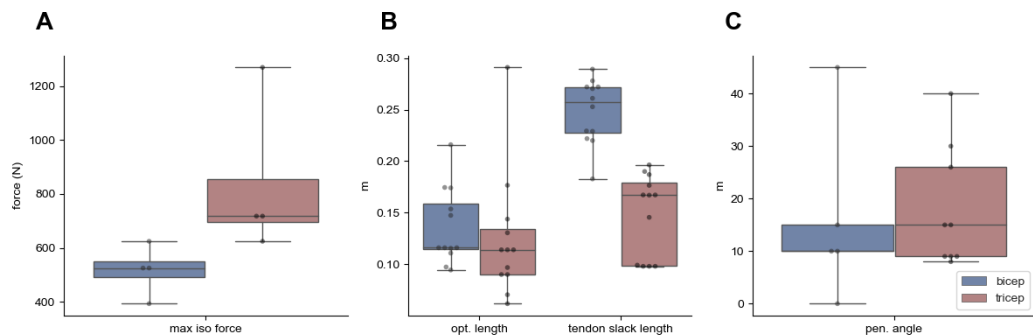 A
B
C
force (N)
1200
1000
800
600
400
max iso force
m
0.30
0.25
0.20
0.15
0.10
opt. length
tendon slack length
m
40
30
20
10
0
pen. angle
bicep
tricep